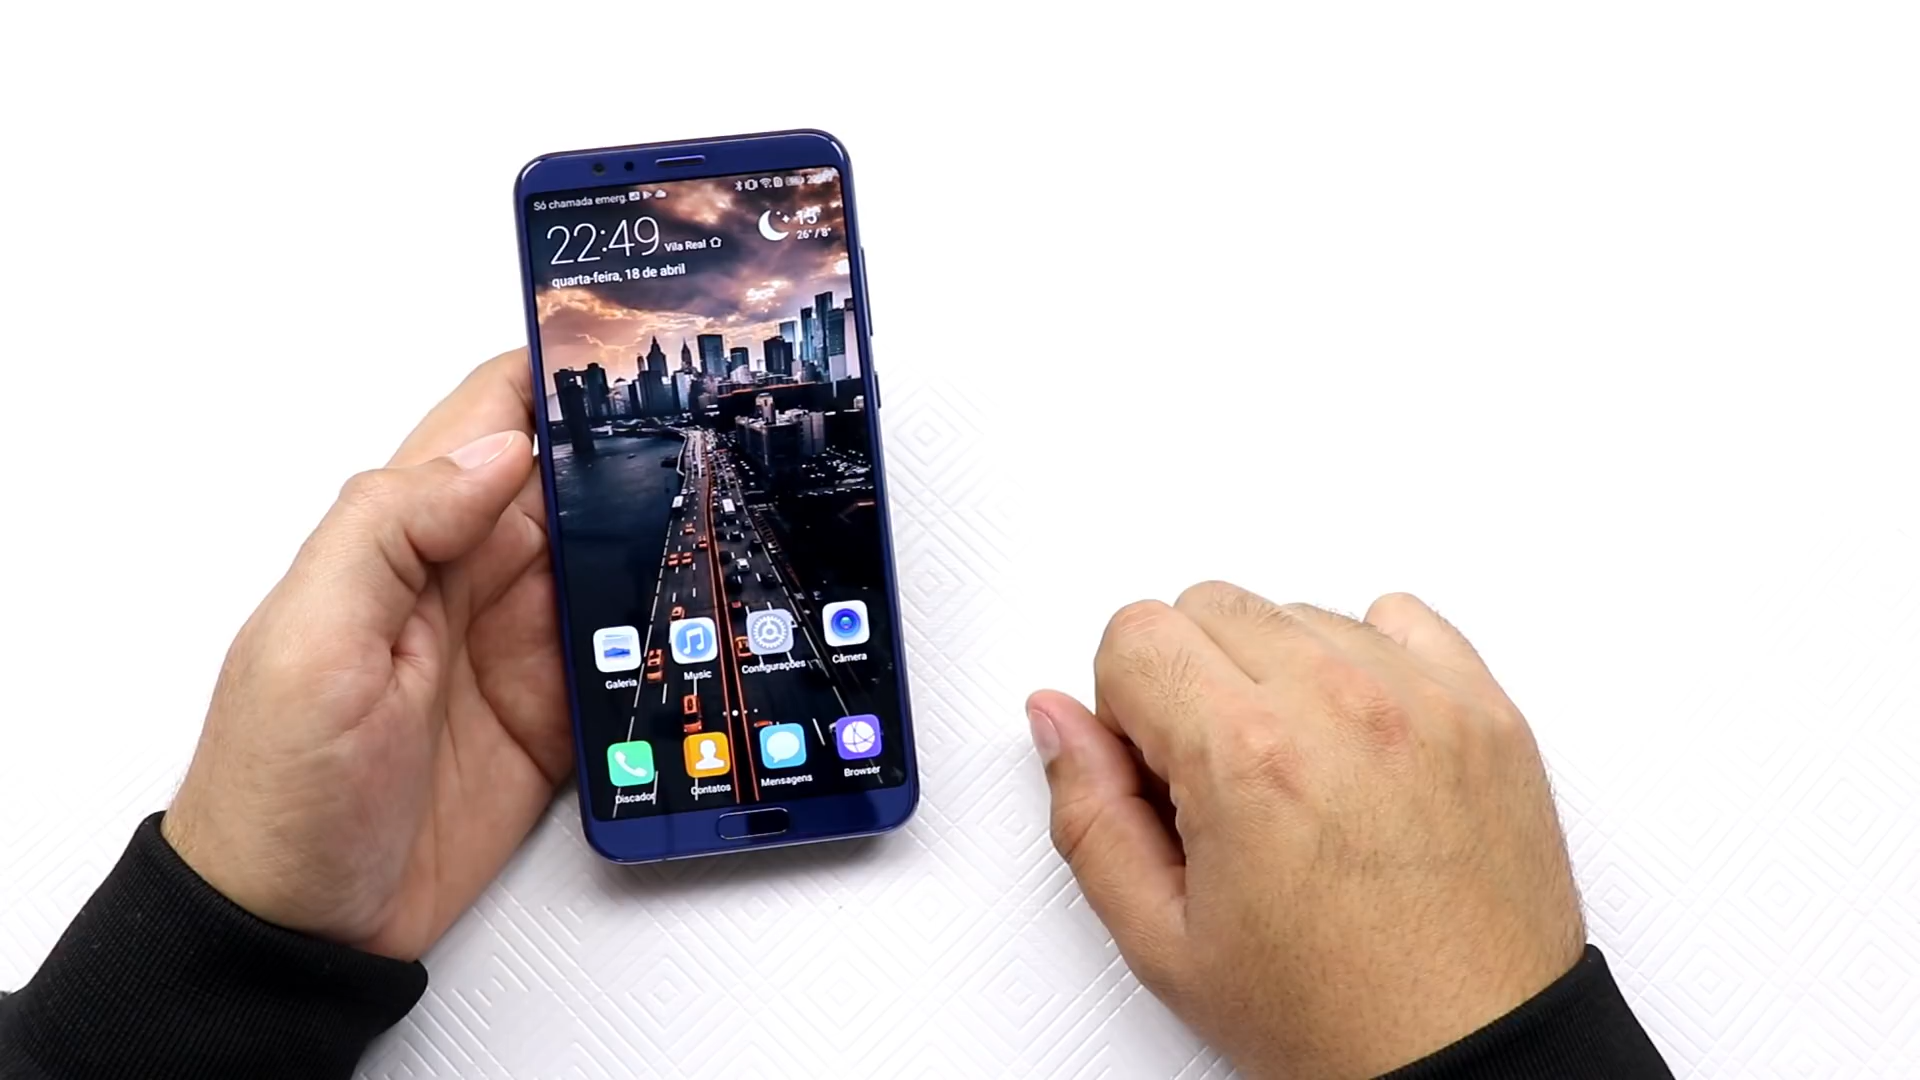 Só chamada emerg.
22:49 Vila Real
15°
26° / 8°
quarta-feira, 18 de abril
Galeria
Music
Configurações
Câmera
Discador
Contatos
Mensagens
Browser